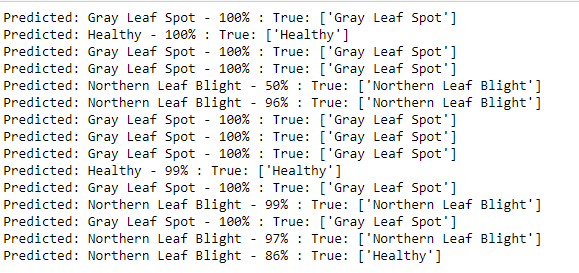 Predicted: Gray Leaf Spot - 100% : True: ['Gray Leaf Spot']
Predicted: Healthy - 100% : True: ['Healthy']
Predicted: Gray Leaf Spot - 100% : True: ['Gray Leaf Spot']
Predicted: Gray Leaf Spot - 100% : True: ['Gray Leaf Spot']
Predicted: Northern Leaf Blight - 50% : True: ['Northern Leaf Blight']
Predicted: Northern Leaf Blight - 96% : True: ['Northern Leaf Blight']
Predicted: Gray Leaf Spot - 100% : True: ['Gray Leaf Spot']
Predicted: Gray Leaf Spot - 100% : True: ['Gray Leaf Spot']
Predicted: Gray Leaf Spot - 100% : True: ['Gray Leaf Spot']
Predicted: Healthy - 99% : True: ['Healthy']
Predicted: Gray Leaf Spot - 100% : True: ['Gray Leaf Spot']
Predicted: Northern Leaf Blight - 99% : True: ['Northern Leaf Blight']
Predicted: Gray Leaf Spot - 100% : True: ['Gray Leaf Spot']
Predicted: Northern Leaf Blight - 97% : True: ['Northern Leaf Blight']
Predicted: Northern Leaf Blight - 86% : True: ['Healthy']